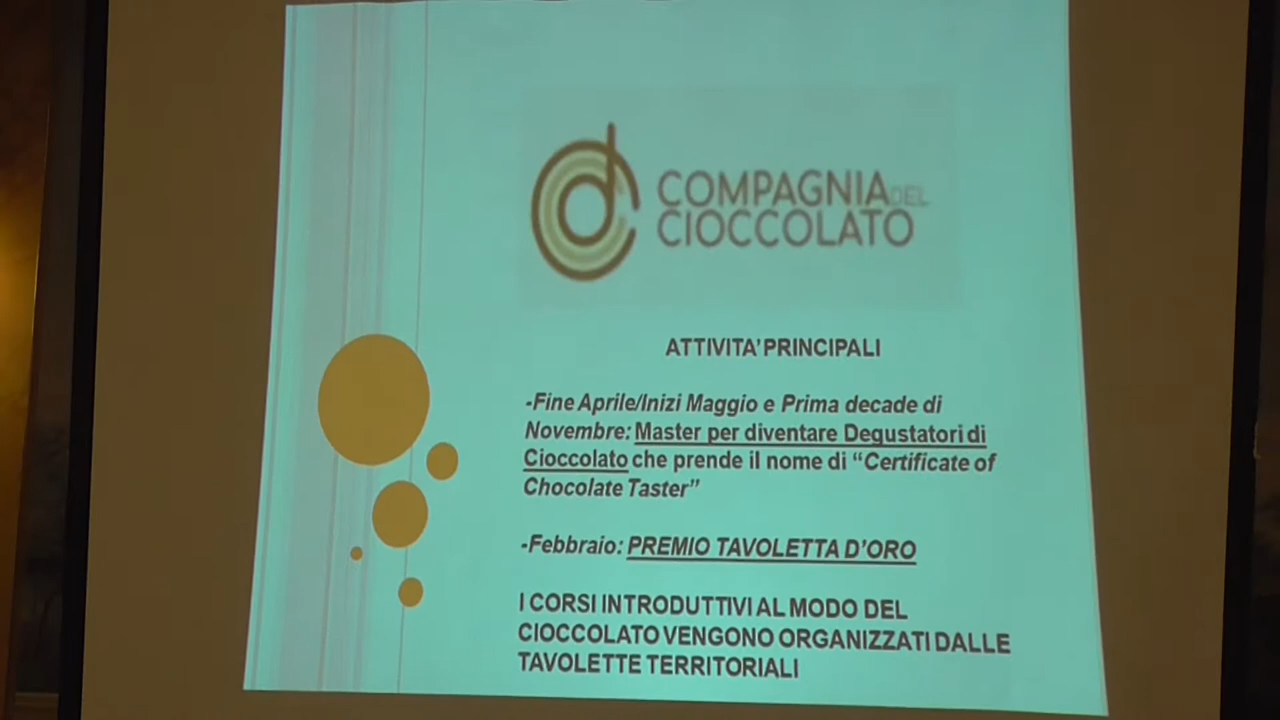 COMPAGNIA DEL
CIOCCOLATO
ATTIVITA' PRINCIPALI
-Fine Aprile/Inizi Maggio e Prima decade di
Novembre: Master per diventare Degustatori di
Cioccolato che prende il nome di “Certificate of
Chocolate Taster”
-Febbraio: PREMIO TAVOLETTA D'ORO
I CORSI INTRODUTTIVI AL MODO DEL
CIOCCOLATO VENGONO ORGANIZZATI DALLE
TAVOLETTE TERRITORIALI